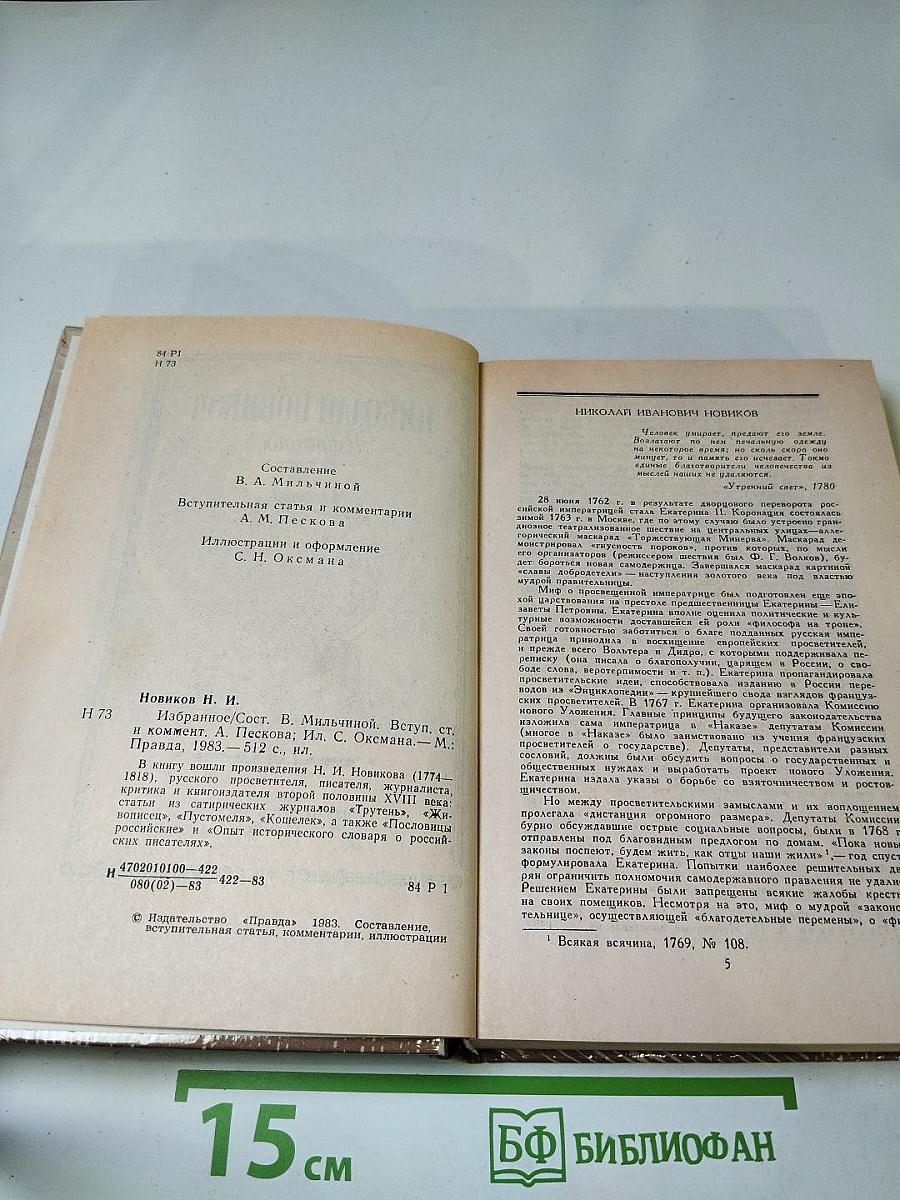 84 Р1
Н 73
Составление
В. А. Мильчиной
Вступительная статья и комментарии
А. М. Пескова
Иллюстрации и оформление
С. Н. Оксмана
Новиков Н. И.
Н 73
Избранное/Сост. В. Мильчиной. Вступ. ст.
и коммент. А. Пескова; Ил. С. Оксмана.— М.:
Правда, 1983.— 512 с., ил.
В книгу вошли произведения Н. И. Новикова (1774—
1818), русского просветителя, писателя, журналиста,
критика и книгоиздателя второй половины XVIII века:
статьи из сатирических журналов «Трутень», «Жи-
вописец», «Пустомеля», «Кошелек», а также «Пословицы
российские» и «Опыт исторического словаря о россий-
ских писателях».
Н 4702010100—422
080(02)—83 422—83
84 Р 1
© Издательство «Правда» 1983. Составление,
вступительная статья, комментарии, иллюстрации
НИКОЛАЙ ИВАНОВИЧ НОВИКОВ
Человек умирает, предают его земле.
Возлагают по нем печальную одежду
на некоторое время; но сколь скоро оно
минует, то и память его исчезает. Токмо
единые благотворители человечества из
мыслей наших не удаляются.
«Утренний свет», 1780
28 июня 1762 г. в результате дворцового переворота рос-
сийской императрицей стала Екатерина II. Коронация состоялась
зимой 1763 г. в Москве, где по этому случаю было устроено гран-
диозное театрализованное шествие на центральных улицах—алле-
горический маскарад «Торжествующая Минерва». Маскарад де-
монстрировал «гнусность пороков», против которых, по мысли
его организаторов (режиссером шествия был Ф. Г. Волков), бу-
дет бороться новая самодержица. Завершался маскарад картиной
«славы добродетели» — наступления золотого века под властью
мудрой правительницы.
Миф о просвещенной императрице был подготовлен еще эпо-
хой царствования на престоле предшественницы Екатерины — Ели-
заветы Петровны. Екатерина вполне оценила политические и куль-
турные возможности доставшейся ей роли «философа на троне».
Своей готовностью заботиться о благе подданных русская импе-
ратрица приводила в восхищение европейских просветителей,
и прежде всего Вольтера и Дидро, с которыми поддерживала пе-
реписку (она писала о благополучии, царящем в России, о сво-
боде слова, веротерпимости и т. п.). Екатерина пропагандировала
просветительские идеи, способствовала изданию в России пере-
водов из «Энциклопедии» — крупнейшего свода взглядов француз-
ских просветителей. В 1767 г. Екатерина организовала Комиссию
нового Уложения. Главные принципы будущего законодательства
изложила сама императрица в «Наказе» депутатам Комиссии
(многое в «Наказе» было заимствовано из учения французских
просветителей о государстве). Депутаты, представители разных
сословий, должны были обсудить вопросы о государственных и
общественных нуждах и выработать проект нового Уложения.
Екатерина издала указы о борьбе со взяточничеством и ростов-
щичеством.
Но между просветительскими замыслами и их воплощением
пролегала «дистанция огромного размера». Депутаты Комиссии
бурно обсуждавшие острые социальные вопросы, были в 1768 г
отправлены под благовидным предлогом по домам. «Пока новы
законы поспеют, будем жить, как отцы наши жили» ¹,— год спуст
формулировала Екатерина. Попытки наиболее решительных дв
рян ограничить полномочия самодержавного правления не удали
Решением Екатерины были запрещены всякие жалобы кресть
на своих помещиков. Несмотря на это, миф о мудрой «законо
тельнице», осуществляющей «благодетельные перемены», о «фи
¹ Всякая всячина, 1769, № 108.
5
15 см
БФ БИБЛИОФАН